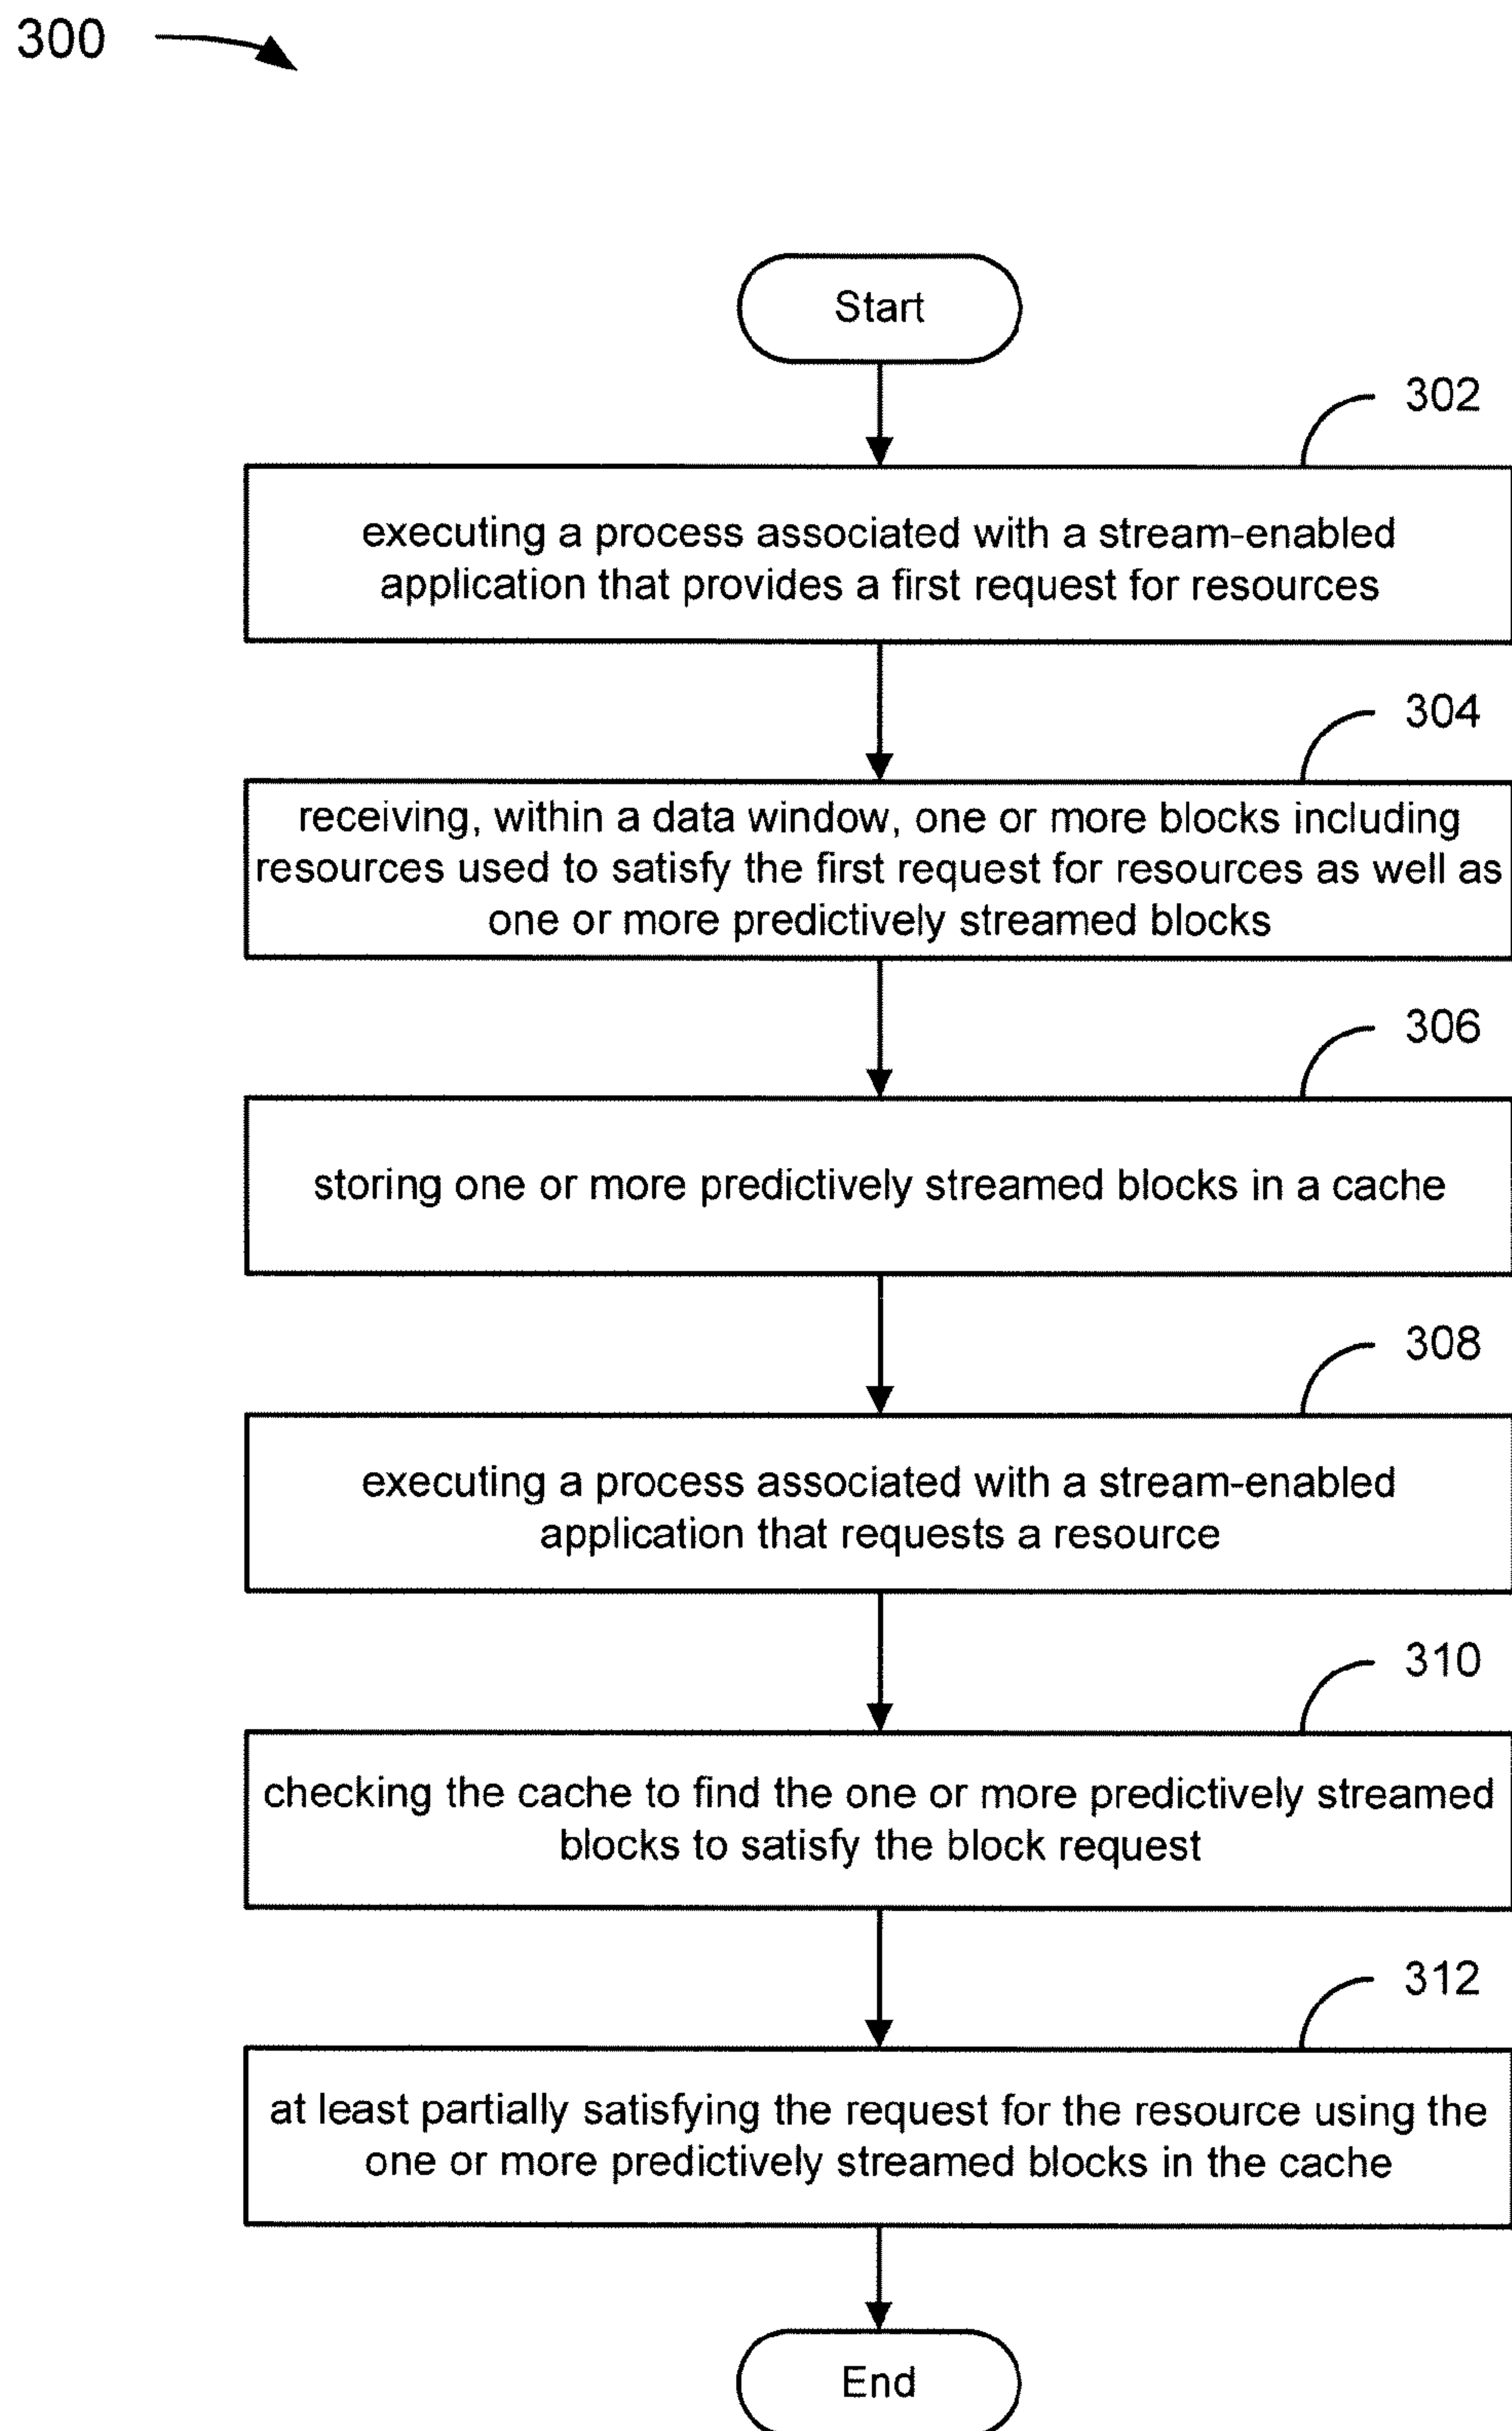 300
Start
302
executing a process associated with a stream-enabled
application that provides a first request for resources
304
receiving, within a data window, one or more blocks including
resources used to satisfy the first request for resources as well as
one or more predictively streamed blocks
306
storing one or more predictively streamed blocks in a cache
308
executing a process associated with a stream-enabled
application that requests a resource
310
checking the cache to find the one or more predictively streamed
blocks to satisfy the block request
312
at least partially satisfying the request for the resource using the
one or more predictively streamed blocks in the cache
End